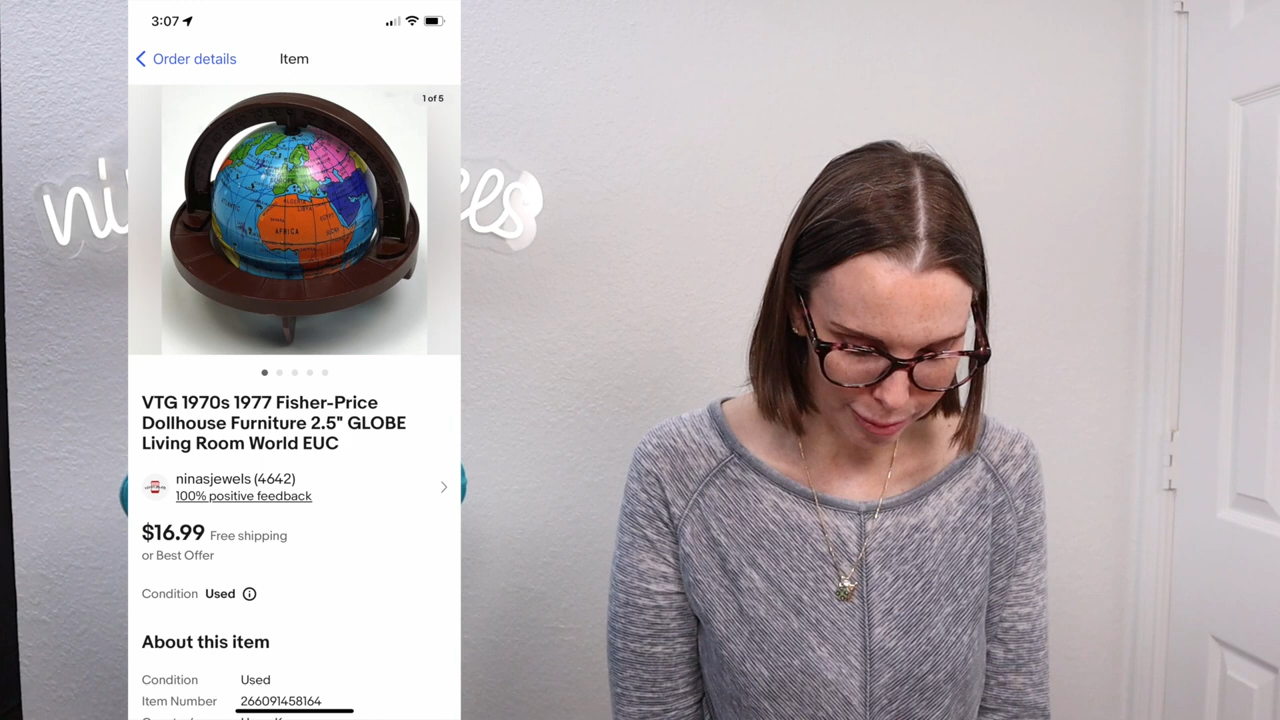 3:07
Order details
Item
1 of 5
AFRICA
VTG 1970s 1977 Fisher-Price
Dollhouse Furniture 2.5" GLOBE
Living Room World EUC
ninasjewels (4642)
100% positive feedback
$16.99 Free shipping
or Best Offer
Condition Used
About this item
Condition Used
Item Number 266091458164
ni
es